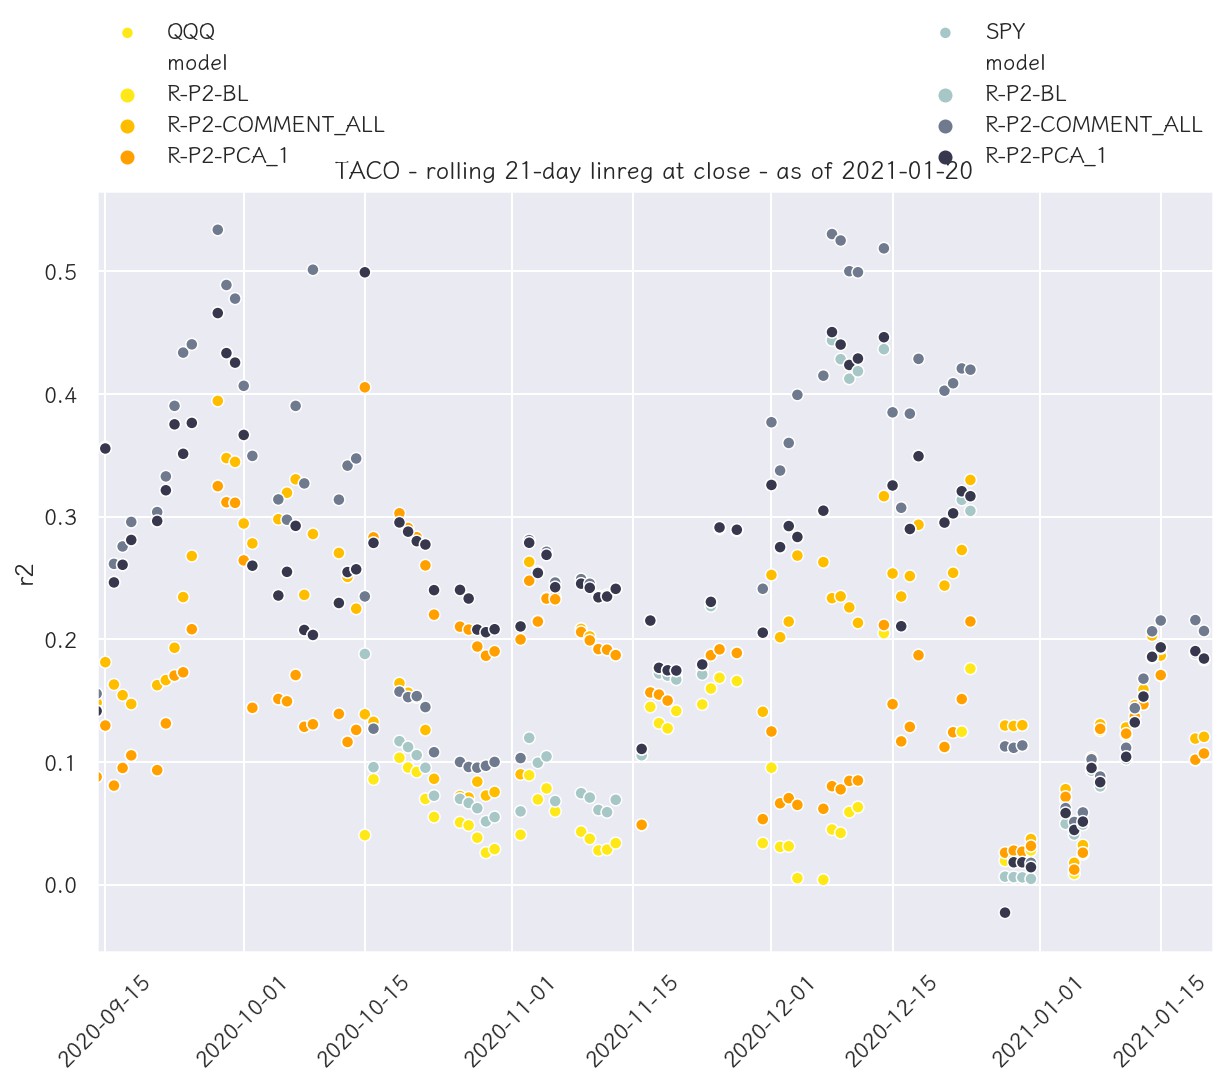 QQQ
model
R-P2-BL
R-P2-COMMENT_ALL
R-P2-PCA_1
SPY
model
R-P2-BL
R-P2-COMMENT_ALL
R-P2-PCA_1
TACO - rolling 21-day linreg at close - as of 2021-01-20
r2
0.5
0.4
0.3
0.2
0.1
0.0
2020-09-15
2020-10-01
2020-10-15
2020-11-01
2020-11-15
2020-12-01
2020-12-15
2021-01-01
2021-01-15